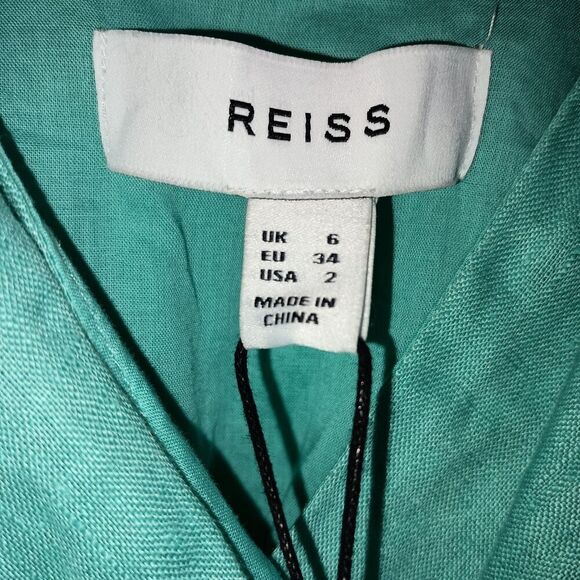 REISS
UK 6
EU 34
USA 2
MADE IN
CHINA